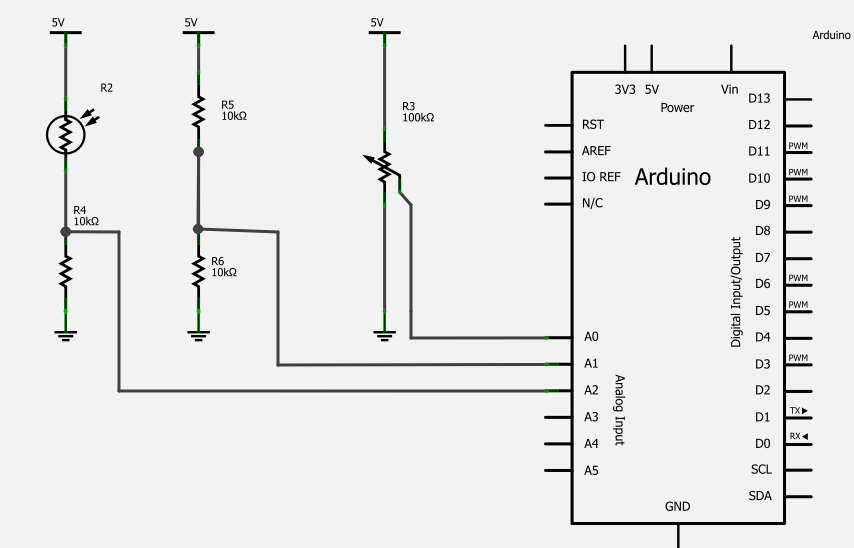 5V
5V
5V
Arduino
R2
R5
10kΩ
R3
100kΩ
R4
10kΩ
R6
10kΩ
3V3
5V
Vin
Power
Arduino
RST
AREF
IO REF
N/C
A0
A1
A2
A3
A4
A5
Analog Input
Digital Input/Output
D13
D12
D11 PWM
D10 PWM
D9 PWM
D8
D7
D6 PWM
D5 PWM
D4
D3 PWM
D2
D1 TX▶
D0 RX◀
SCL
SDA
GND